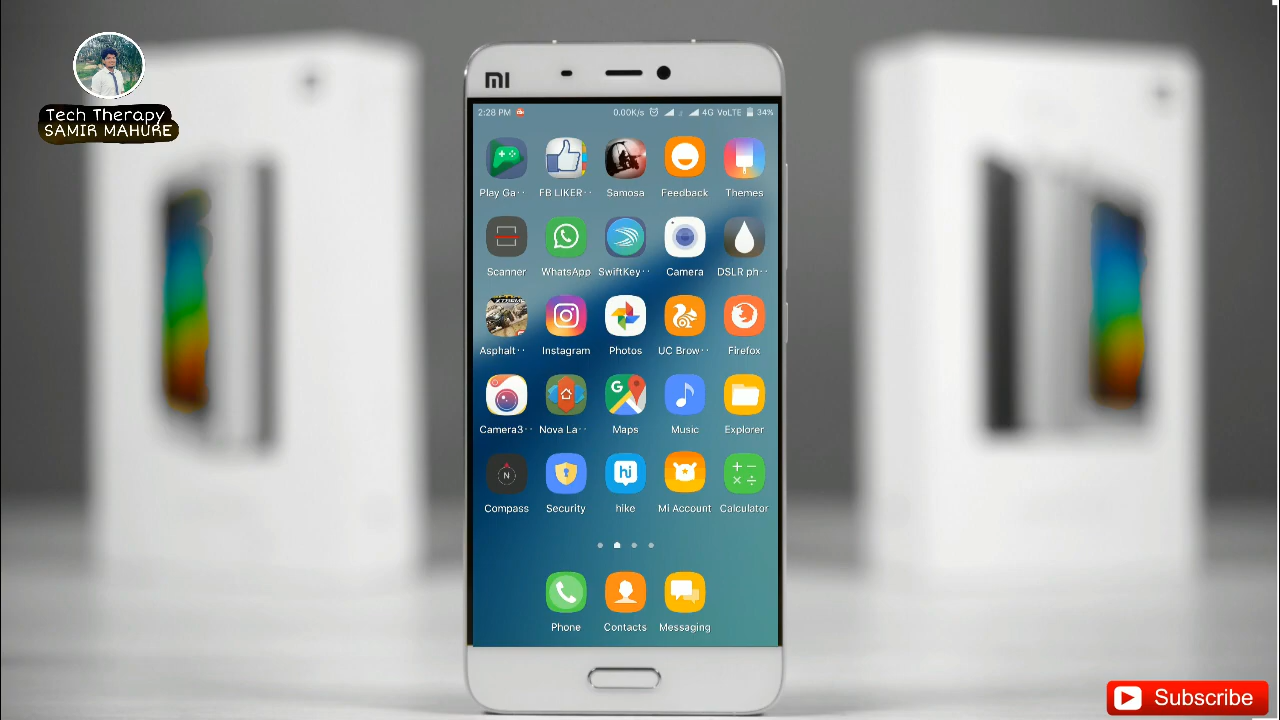 Tech Therapy
SAMIR MAHURE
mi
2:28 PM 0.00K/s 4G VoLTE 34%
Play Ga··
FB LIKER··
Samosa
Feedback
Themes
Scanner
WhatsApp
SwiftKey··
Camera
DSLR ph··
XTREME
Asphalt··
Instagram
Photos
UC Brow··
Firefox
G
Camera3··
Nova La··
Maps
Music
Explorer
N
hi
Compass
Security
hike
Mi Account
Calculator
Phone
Contacts
Messaging
Subscribe